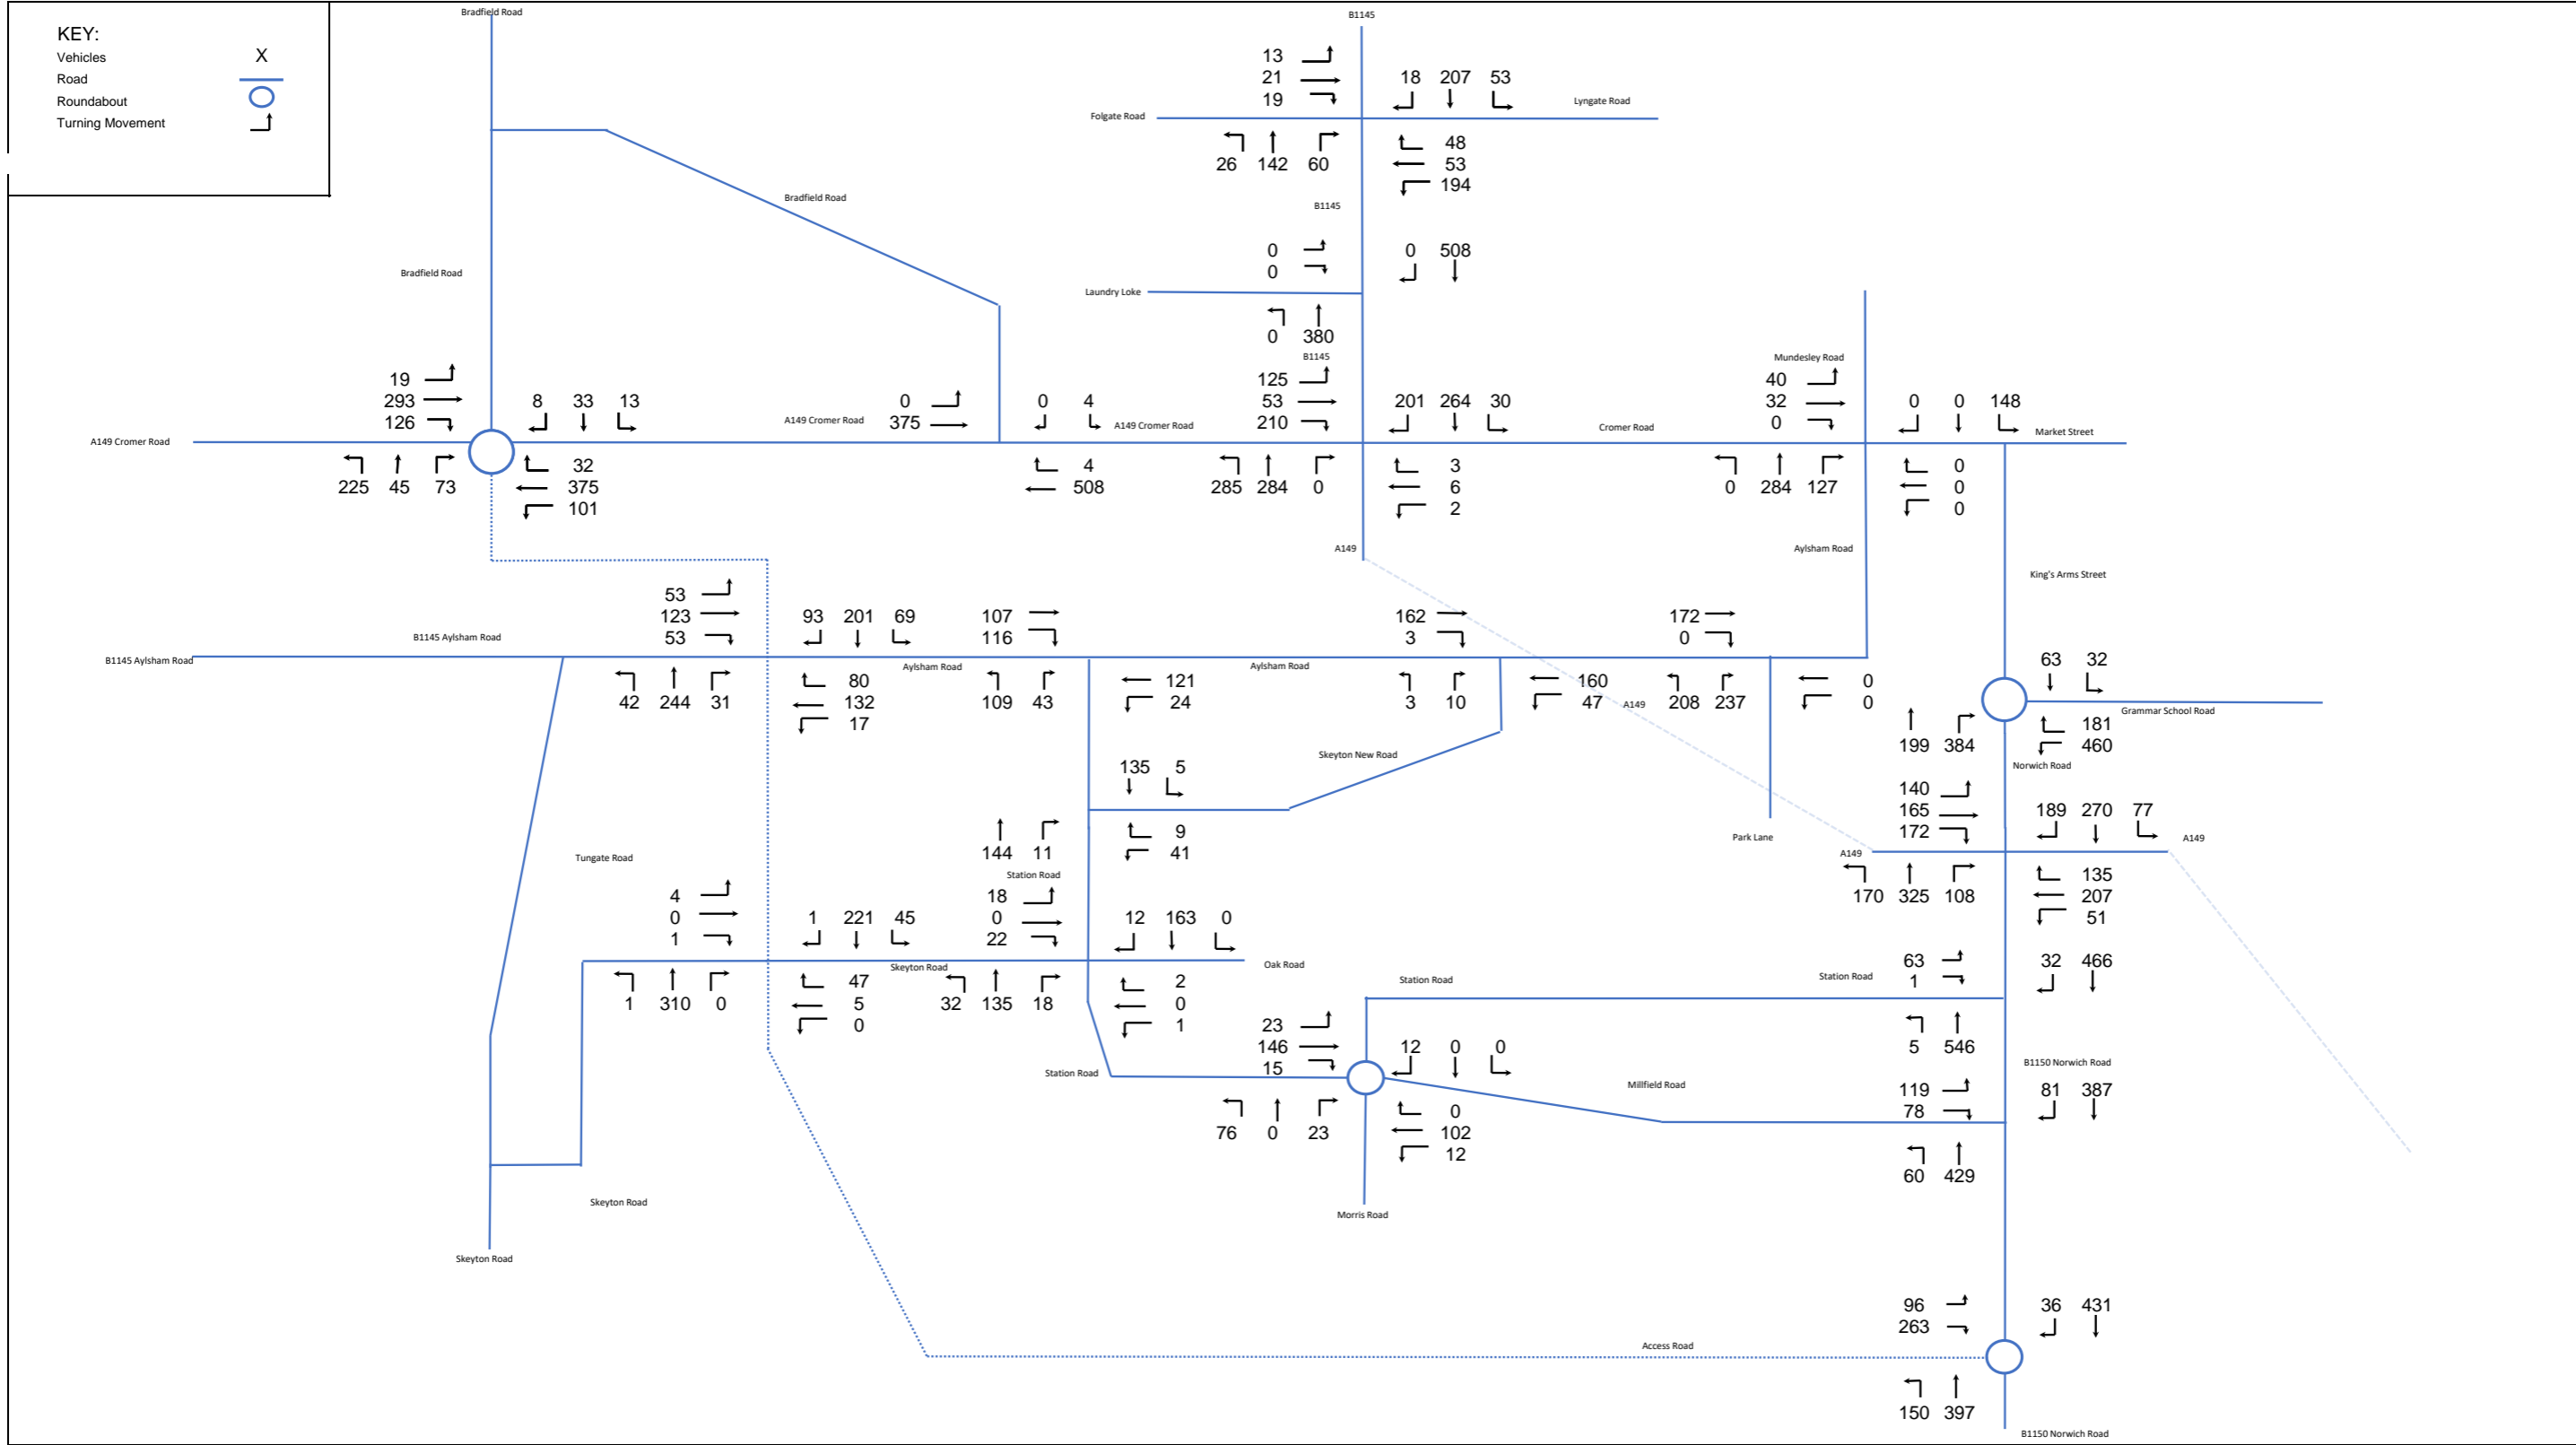 Bradfield Road
B1145
KEY:
Vehicles X
Road
Roundabout
Turning Movement
13
21
19
18 207 53
Lyngate Road
Folgate Road
26 142 60
48
53
194
Bradfield Road
B1145
0
0
0 508
Bradfield Road
Laundry Loke
0 380
B1145
Mundesley Road
19
293
126
8 33 13
A149 Cromer Road
0
375
0 4
A149 Cromer Road
125
53
210
201 264 30
Cromer Road
40
32
0
0 0 148
Market Street
A149 Cromer Road
225 45 73
32
375
101
4
508
285 284 0
3
6
2
0 284 127
0
0
0
A149
Aylsham Road
King's Arms Street
53
123
53
93 201 69
107
116
162
3
172
0
B1145 Aylsham Road
B1145 Aylsham Road
Aylsham Road
Aylsham Road
63 32
42 244 31
80
132
17
109 43
121
24
3 10
160
47
A149
208 237
0
0
Grammar School Road
199 384
181
460
Skeyton New Road
Norwich Road
135 5
140
165
172
189 270 77
A149
144 11
9
41
Park Lane
A149
Tungate Road
Station Road
170 325 108
135
207
51
4
0
1
1 221 45
18
0
22
12 163 0
Skeyton Road
Oak Road
63
1
32 466
Station Road
Station Road
1 310 0
47
5
0
32 135 18
2
0
1
5 546
23
146
15
12 0 0
B1150 Norwich Road
Station Road
Millfield Road
119
78
81 387
76 0 23
0
102
12
60 429
Skeyton Road
Morris Road
Skeyton Road
96
263
36 431
Access Road
150 397
B1150 Norwich Road